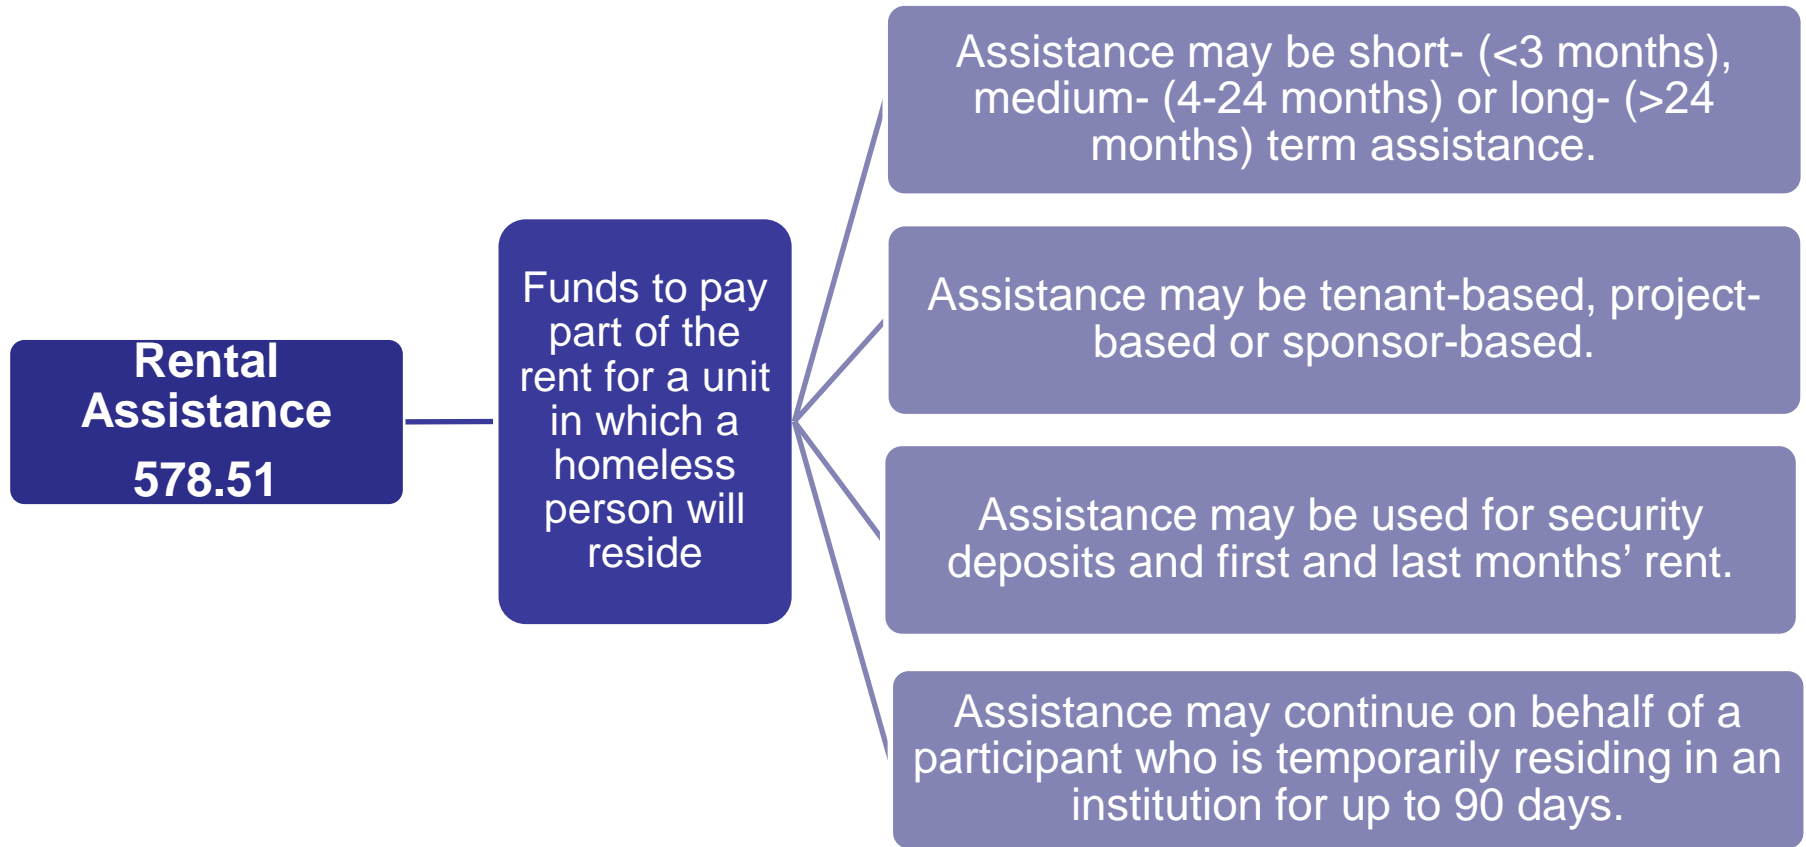 Rental
Assistance
578.51
Funds to pay
part of the
rent for a unit
in which a
homeless
person will
reside
Assistance may be short- (<3 months),
medium- (4-24 months) or long- (>24
months) term assistance.
Assistance may be tenant-based, project-
based or sponsor-based.
Assistance may be used for security
deposits and first and last months’ rent.
Assistance may continue on behalf of a
participant who is temporarily residing in an
institution for up to 90 days.